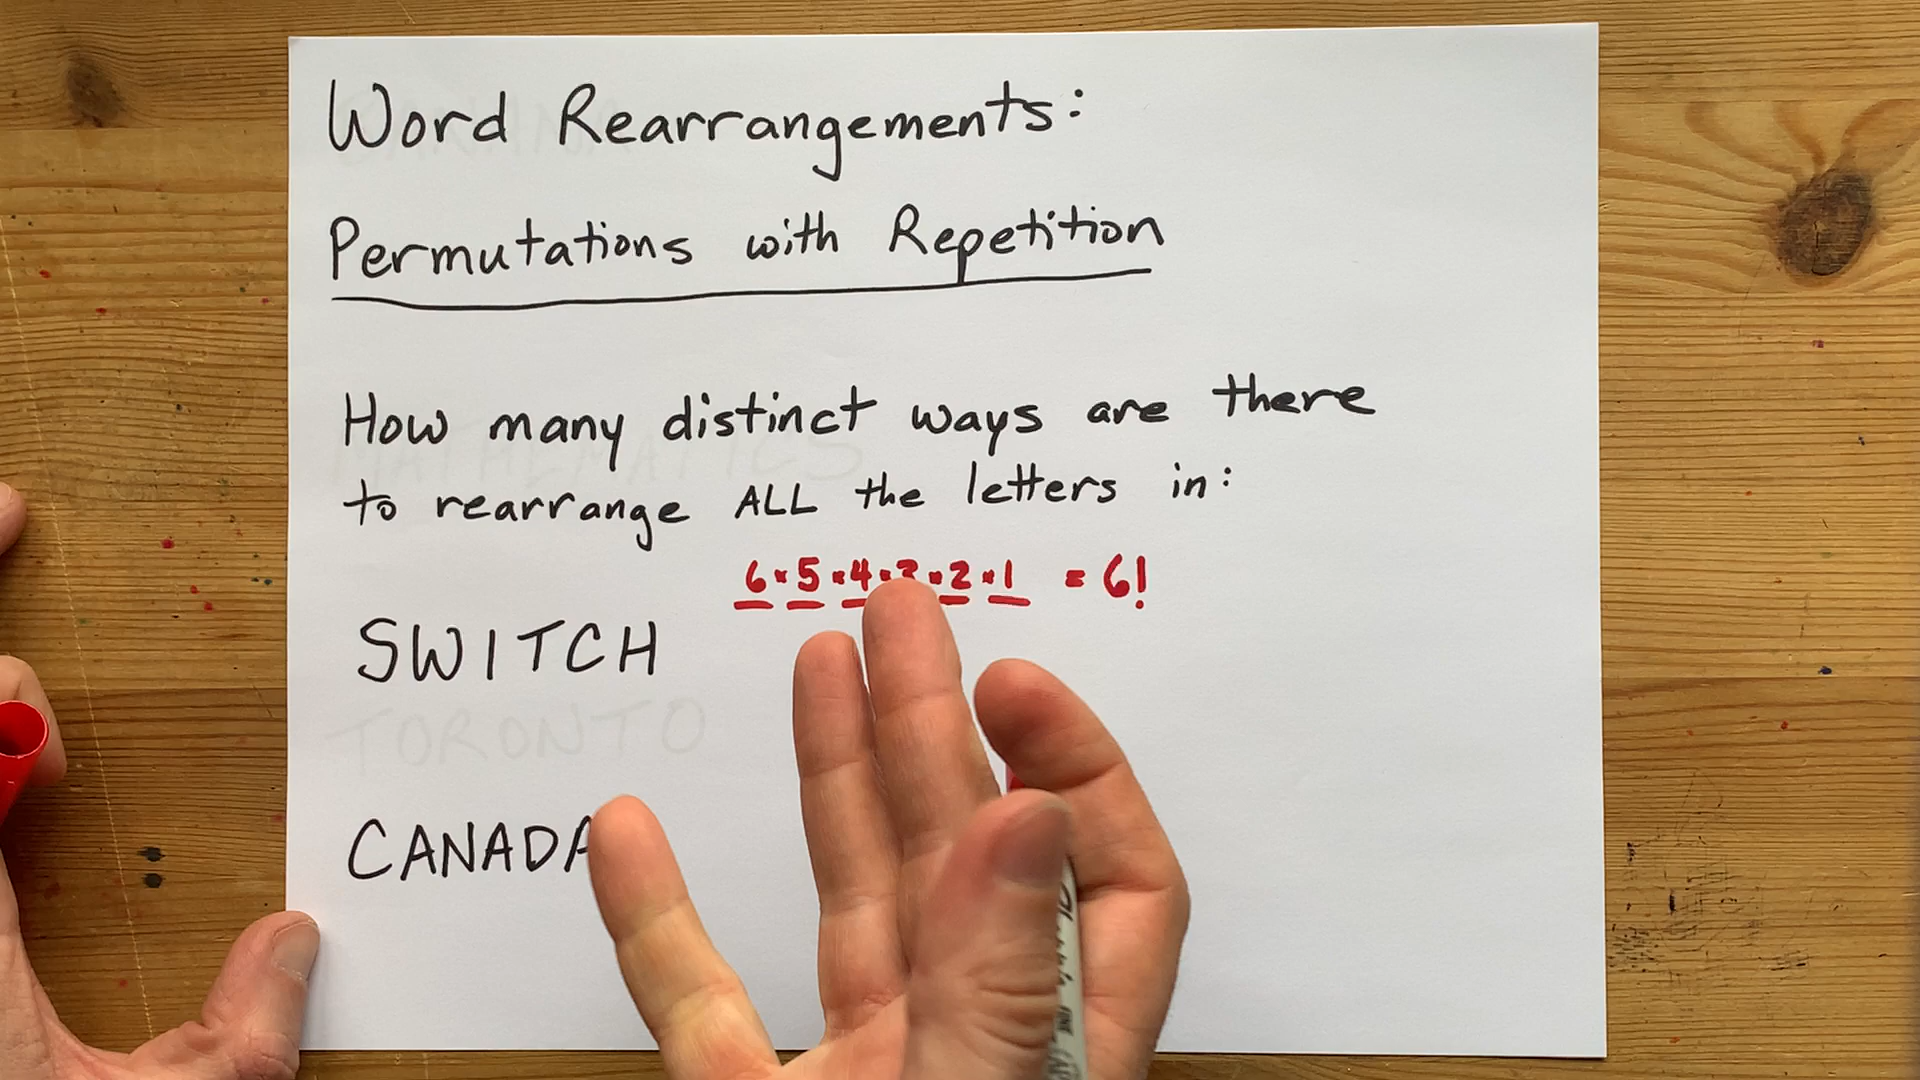 Word Rearrangements:
Permutations with Repetition
How many distinct ways are there
to rearrange ALL the letters in:
6 · 5 · 4 · 3 · 2 · 1 = 6!
SWITCH
TORONTO
CANADA